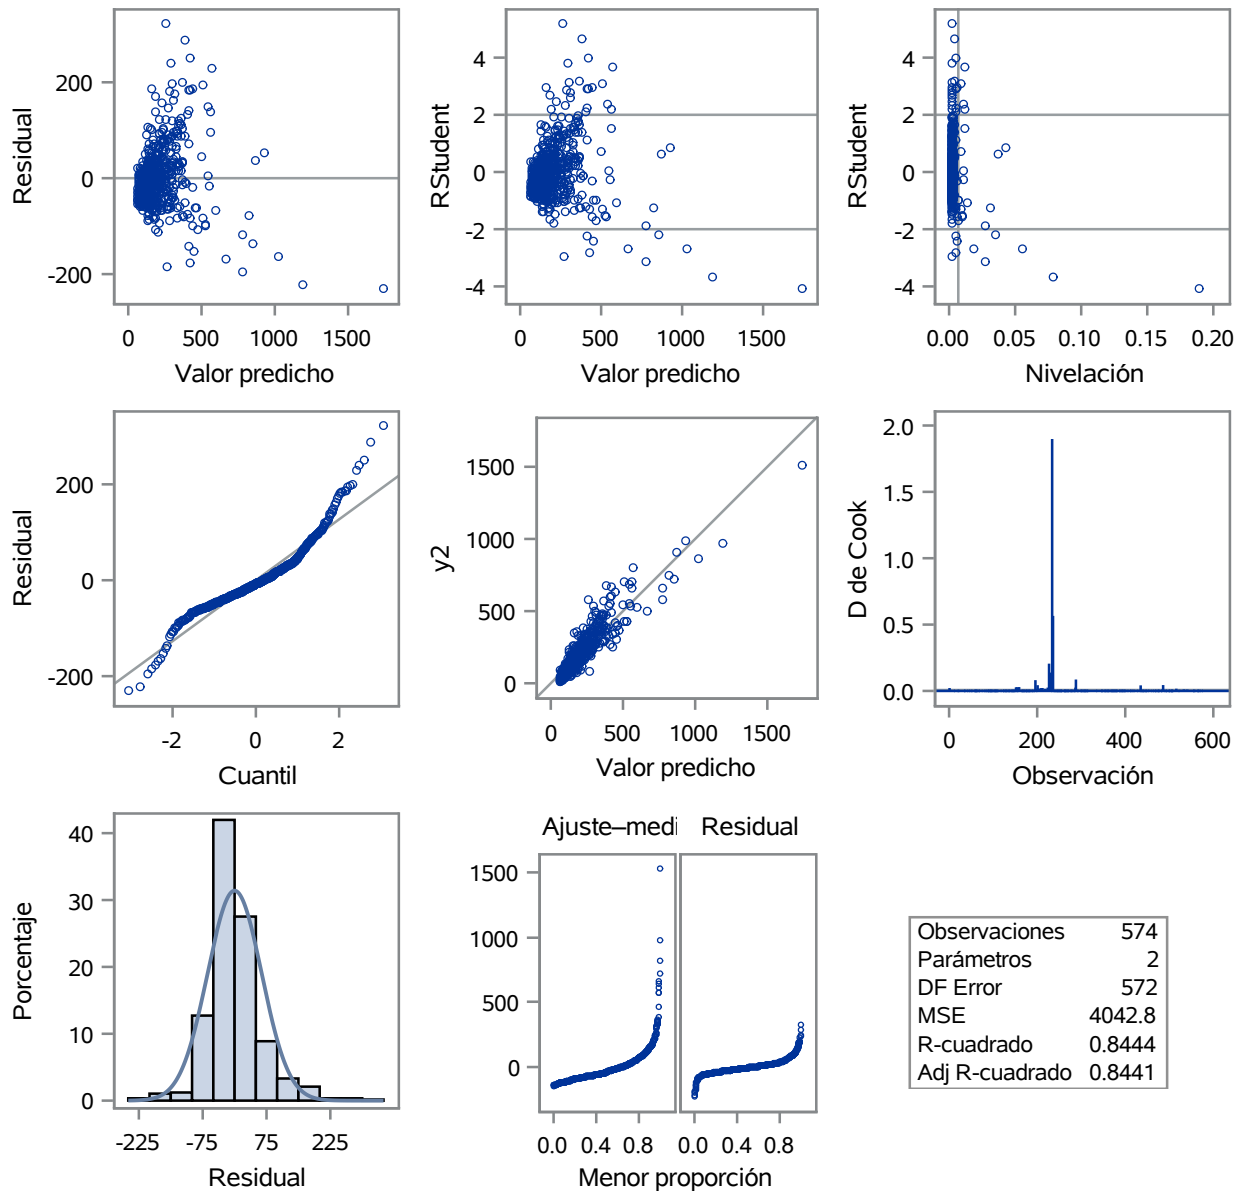 Residual
200
0
-200
0
500
1000
1500
Valor predicho
RStudent
4
2
0
-2
-4
0
500
1000
1500
Valor predicho
RStudent
4
2
0
-2
-4
0.00
0.05
0.10
0.15
0.20
Nivelación
Residual
200
0
-200
-2
0
2
Cuantil
y2
1500
1000
500
0
0
500
1000
1500
Valor predicho
D de Cook
2.0
1.5
1.0
0.5
0.0
0
200
400
600
Observación
Porcentaje
40
30
20
10
0
-225
-75
75
225
Residual
Ajuste–medi
Residual
1500
1000
500
0
0.0
0.4
0.8
0.0
0.4
0.8
Menor proporción
Observaciones 574
Parámetros 2
DF Error 572
MSE 4042.8
R-cuadrado 0.8444
Adj R-cuadrado 0.8441